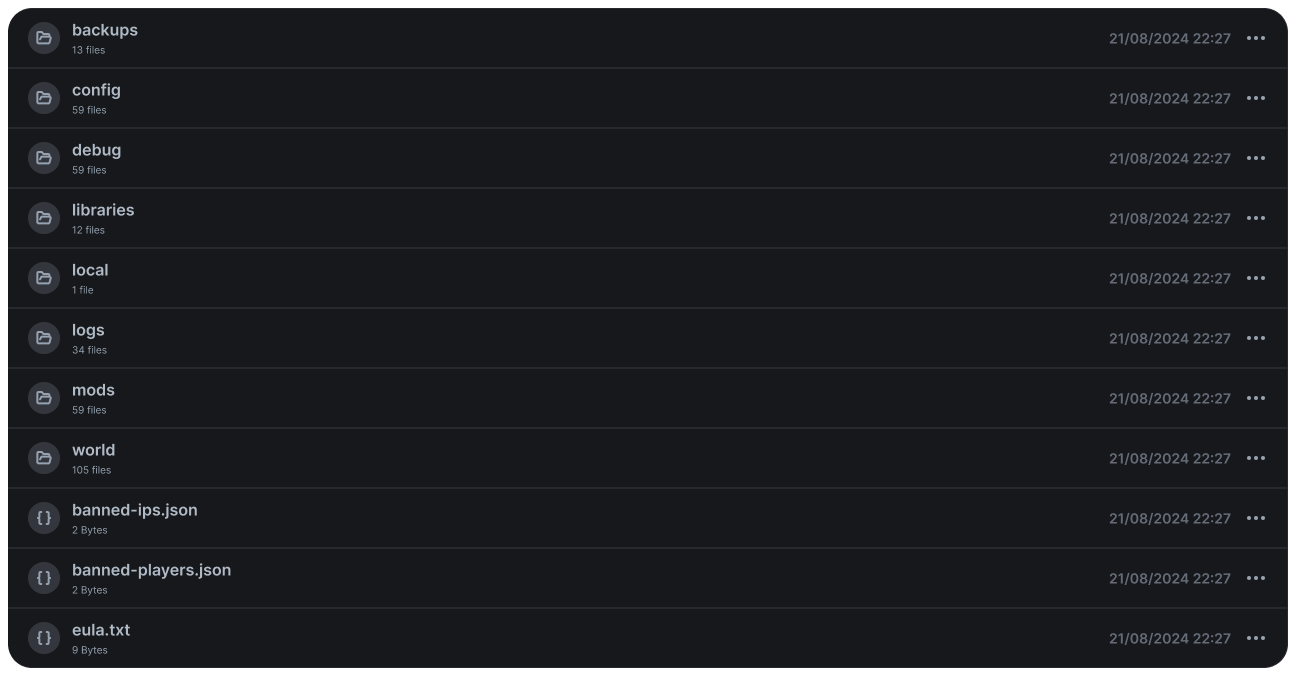 backups
13 files
21/08/2024 22:27
config
59 files
21/08/2024 22:27
debug
59 files
21/08/2024 22:27
libraries
12 files
21/08/2024 22:27
local
1 file
21/08/2024 22:27
logs
34 files
21/08/2024 22:27
mods
59 files
21/08/2024 22:27
world
105 files
21/08/2024 22:27
banned-ips.json
2 Bytes
21/08/2024 22:27
banned-players.json
2 Bytes
21/08/2024 22:27
eula.txt
9 Bytes
21/08/2024 22:27